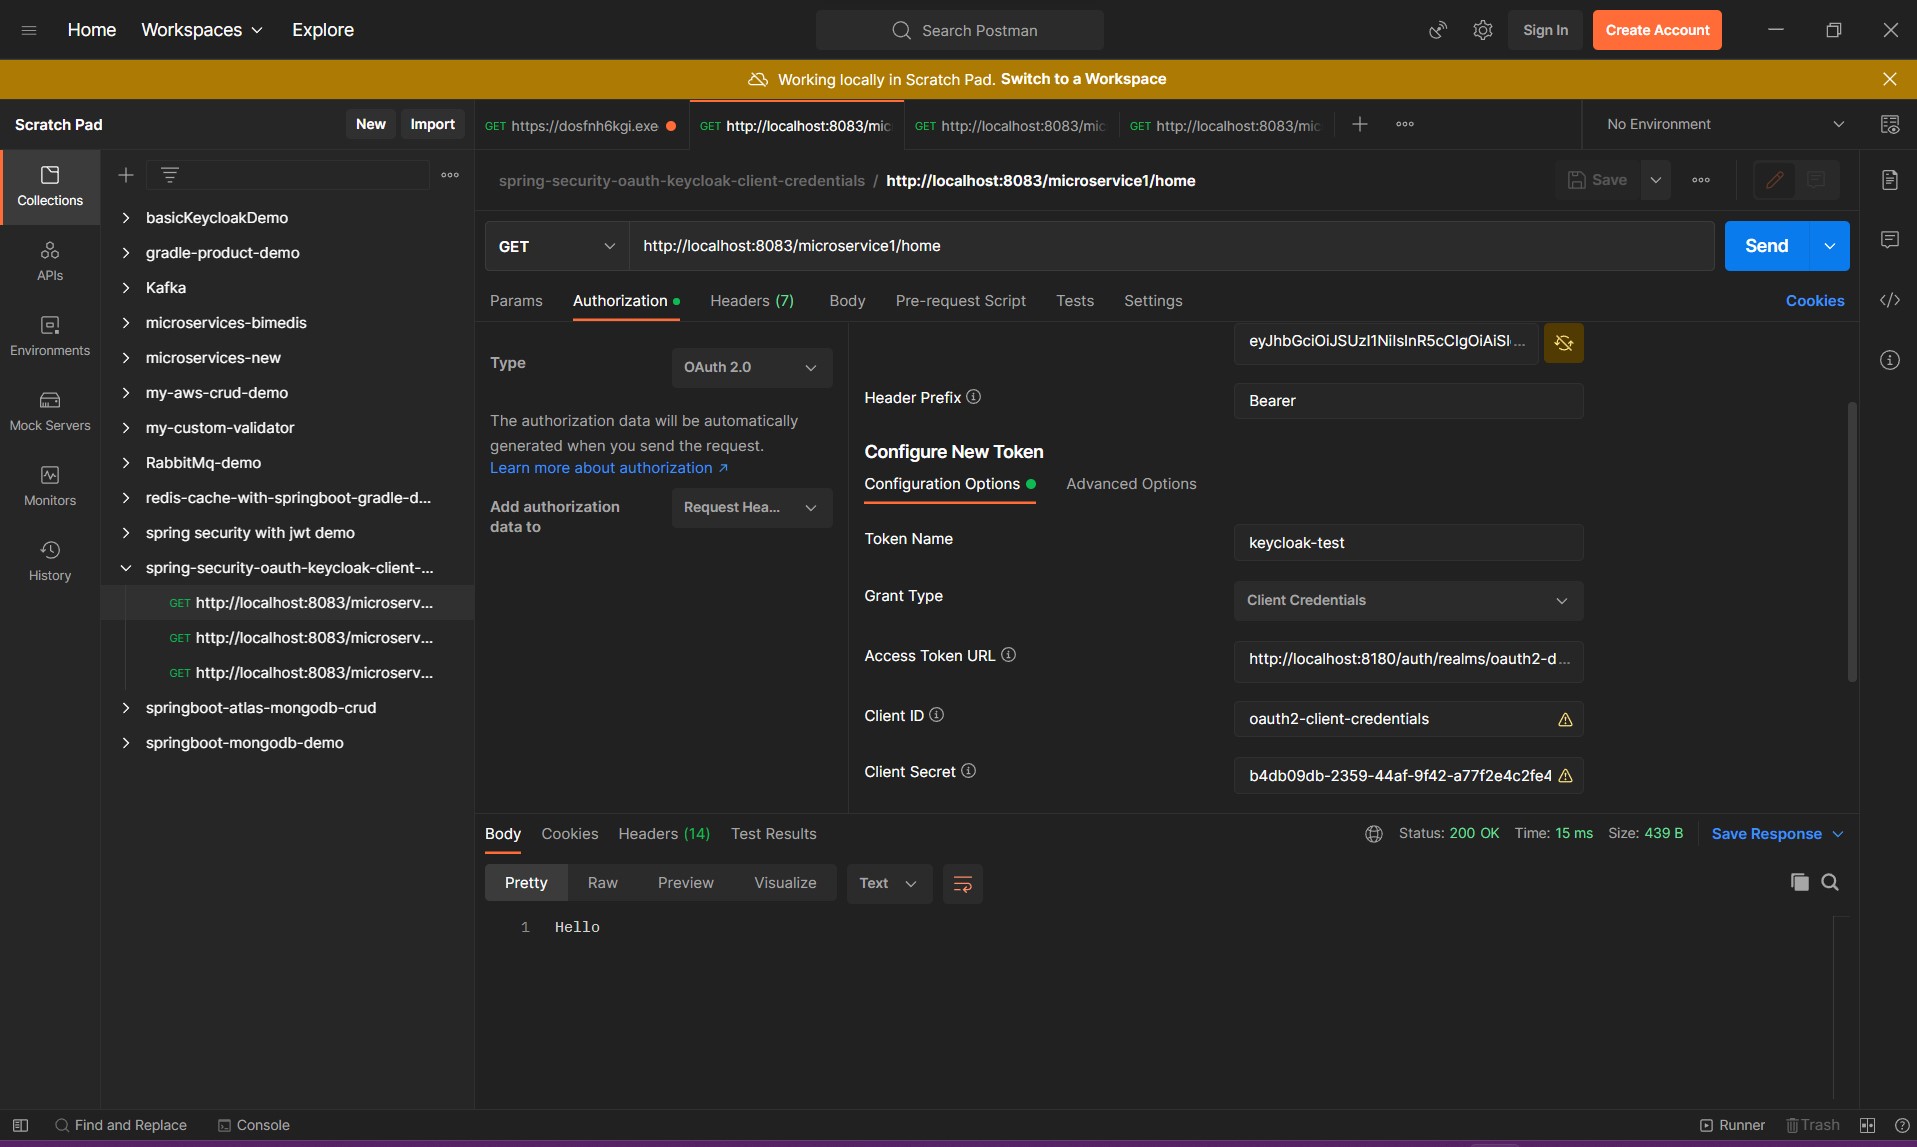 Home
Workspaces
Explore
Search Postman
Sign In
Create Account
Working locally in Scratch Pad. Switch to a Workspace
Scratch Pad
New
Import
GET https://dosfnh6kgi.exe
GET http://localhost:8083/mic
GET http://localhost:8083/mic
GET http://localhost:8083/mic
No Environment
Collections
APIs
Environments
Mock Servers
Monitors
History
basicKeycloakDemo
gradle-product-demo
Kafka
microservices-bimedis
microservices-new
my-aws-crud-demo
my-custom-validator
RabbitMq-demo
redis-cache-with-springboot-gradle-d...
spring security with jwt demo
spring-security-oauth-keycloak-client-...
GET http://localhost:8083/microserv...
GET http://localhost:8083/microserv...
GET http://localhost:8083/microserv...
springboot-atlas-mongodb-crud
springboot-mongodb-demo
spring-security-oauth-keycloak-client-credentials / http://localhost:8083/microservice1/home
Save
GET
http://localhost:8083/microservice1/home
Send
Params
Authorization
Headers (7)
Body
Pre-request Script
Tests
Settings
Cookies
Type
OAuth 2.0
The authorization data will be automatically
generated when you send the request.
Learn more about authorization ↗
Add authorization
data to
Request Hea...
Header Prefix
Bearer
Configure New Token
Configuration Options
Advanced Options
Token Name
keycloak-test
Grant Type
Client Credentials
Access Token URL
http://localhost:8180/auth/realms/oauth2-d...
Client ID
oauth2-client-credentials
Client Secret
b4db09db-2359-44af-9f42-a77f2e4c2fe4
Body
Cookies
Headers (14)
Test Results
Status: 200 OK
Time: 15 ms
Size: 439 B
Save Response
Pretty
Raw
Preview
Visualize
Text
1 Hello
Find and Replace
Console
Runner
Trash